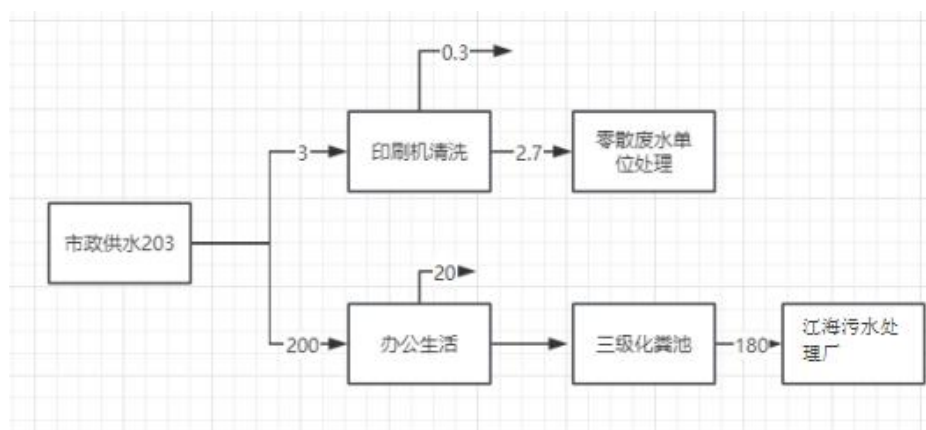 0.3
3
印刷机清洗
2.7
零散废水单
位处理
市政供水203
20
200
办公生活
三级化粪池
180
江海污水处
理厂